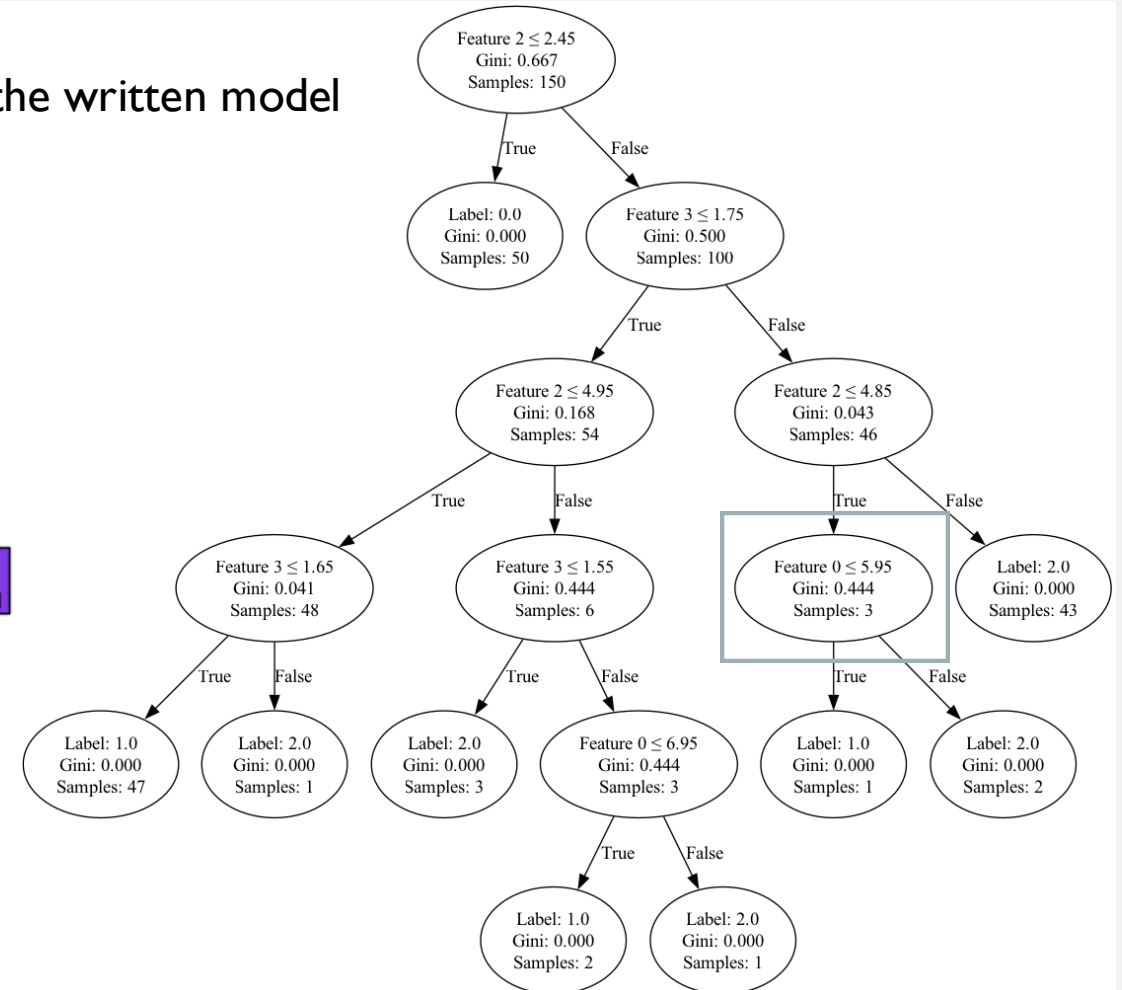 Feature 2 ≤ 2.45
Gini: 0.667
Samples: 150
the written model
True
False
Label: 0.0
Gini: 0.000
Samples: 50
Feature 3 ≤ 1.75
Gini: 0.500
Samples: 100
True
False
Feature 2 ≤ 4.95
Gini: 0.168
Samples: 54
Feature 2 ≤ 4.85
Gini: 0.043
Samples: 46
True
False
True
False
Feature 3 ≤ 1.65
Gini: 0.041
Samples: 48
Feature 3 ≤ 1.55
Gini: 0.444
Samples: 6
Feature 0 ≤ 5.95
Gini: 0.444
Samples: 3
Label: 2.0
Gini: 0.000
Samples: 43
True
False
True
False
True
False
Label: 1.0
Gini: 0.000
Samples: 47
Label: 2.0
Gini: 0.000
Samples: 1
Label: 2.0
Gini: 0.000
Samples: 3
Feature 0 ≤ 6.95
Gini: 0.444
Samples: 3
Label: 1.0
Gini: 0.000
Samples: 1
Label: 2.0
Gini: 0.000
Samples: 2
True
False
Label: 1.0
Gini: 0.000
Samples: 2
Label: 2.0
Gini: 0.000
Samples: 1